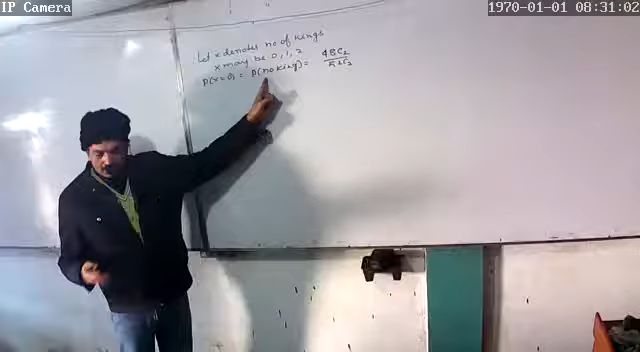 IP Camera
1970-01-01 08:31:02
Let x denotes no of kings
x may be 0, 1, 2
P(x=0) = P(no King) = 48C2 / 52C2